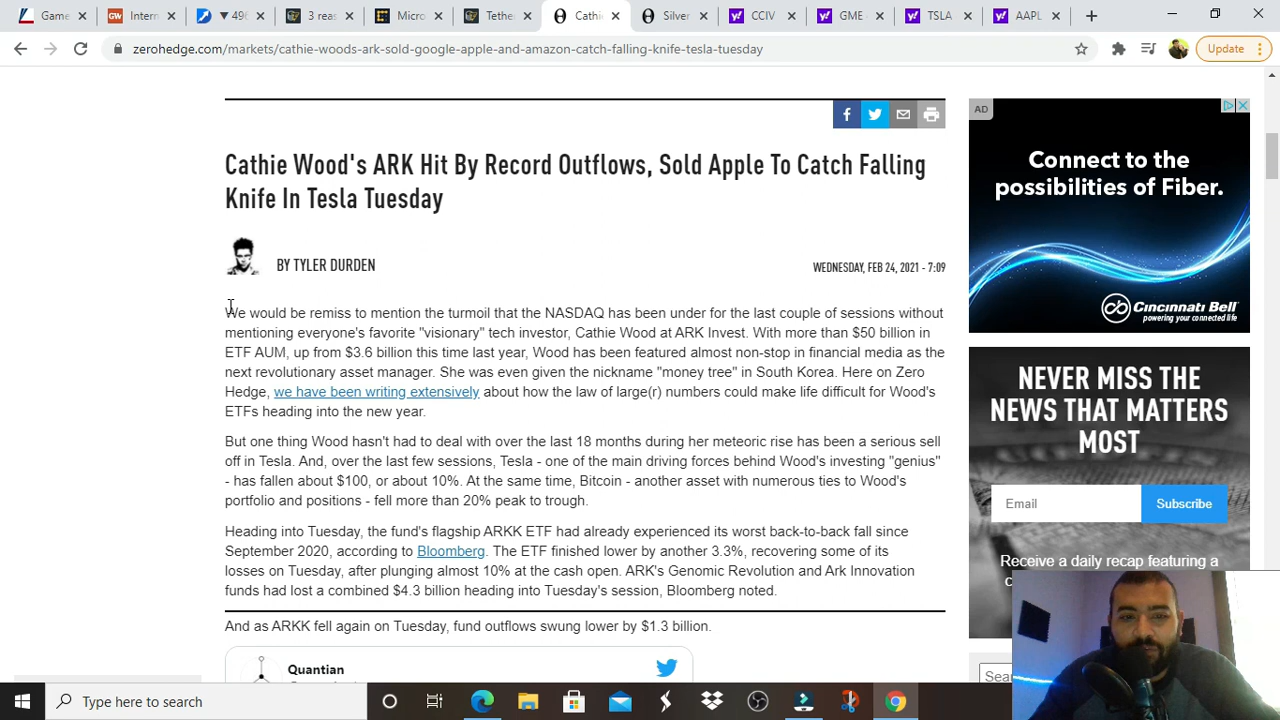 Game
Intern
496
3 reas
Micro
Tether
Cathi
Silver
CCIV
GME
TSLA
AAPL
zerohedge.com/markets/cathie-woods-ark-sold-google-apple-and-amazon-catch-falling-knife-tesla-tuesday
Update
AD
Connect to the
possibilities of Fiber.
Cincinnati Bell
powering your connected life
Cathie Wood's ARK Hit By Record Outflows, Sold Apple To Catch Falling
Knife In Tesla Tuesday
BY TYLER DURDEN
WEDNESDAY, FEB 24, 2021 - 7:09
We would be remiss to mention the turmoil that the NASDAQ has been under for the last couple of sessions without
mentioning everyone's favorite "visionary" tech investor, Cathie Wood at ARK Invest. With more than $50 billion in
ETF AUM, up from $3.6 billion this time last year, Wood has been featured almost non-stop in financial media as the
next revolutionary asset manager. She was even given the nickname "money tree" in South Korea. Here on Zero
Hedge, we have been writing extensively about how the law of large(r) numbers could make life difficult for Wood's
ETFs heading into the new year.
But one thing Wood hasn't had to deal with over the last 18 months during her meteoric rise has been a serious sell
off in Tesla. And, over the last few sessions, Tesla - one of the main driving forces behind Wood's investing "genius"
- has fallen about $100, or about 10%. At the same time, Bitcoin - another asset with numerous ties to Wood's
portfolio and positions - fell more than 20% peak to trough.
Heading into Tuesday, the fund's flagship ARKK ETF had already experienced its worst back-to-back fall since
September 2020, according to Bloomberg. The ETF finished lower by another 3.3%, recovering some of its
losses on Tuesday, after plunging almost 10% at the cash open. ARK's Genomic Revolution and Ark Innovation
funds had lost a combined $4.3 billion heading into Tuesday's session, Bloomberg noted.
And as ARKK fell again on Tuesday, fund outflows swung lower by $1.3 billion.
Quantian
NEVER MISS THE
NEWS THAT MATTERS
MOST
Email
Subscribe
Receive a daily recap featuring a
Sea
Type here to search